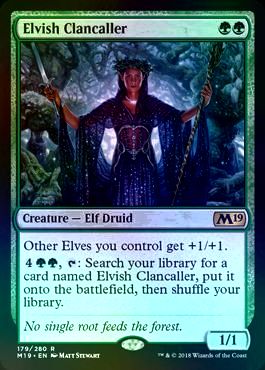 Elvish Clancaller
Creature — Elf Druid
M19
Other Elves you control get +1/+1.
4, : Search your library for a
card named Elvish Clancaller, put it
onto the battlefield, then shuffle your
library.
No single root feeds the forest.
179/280 R
M19 • EN Matt Stewart
™ & © 2018 Wizards of the Coast
1/1